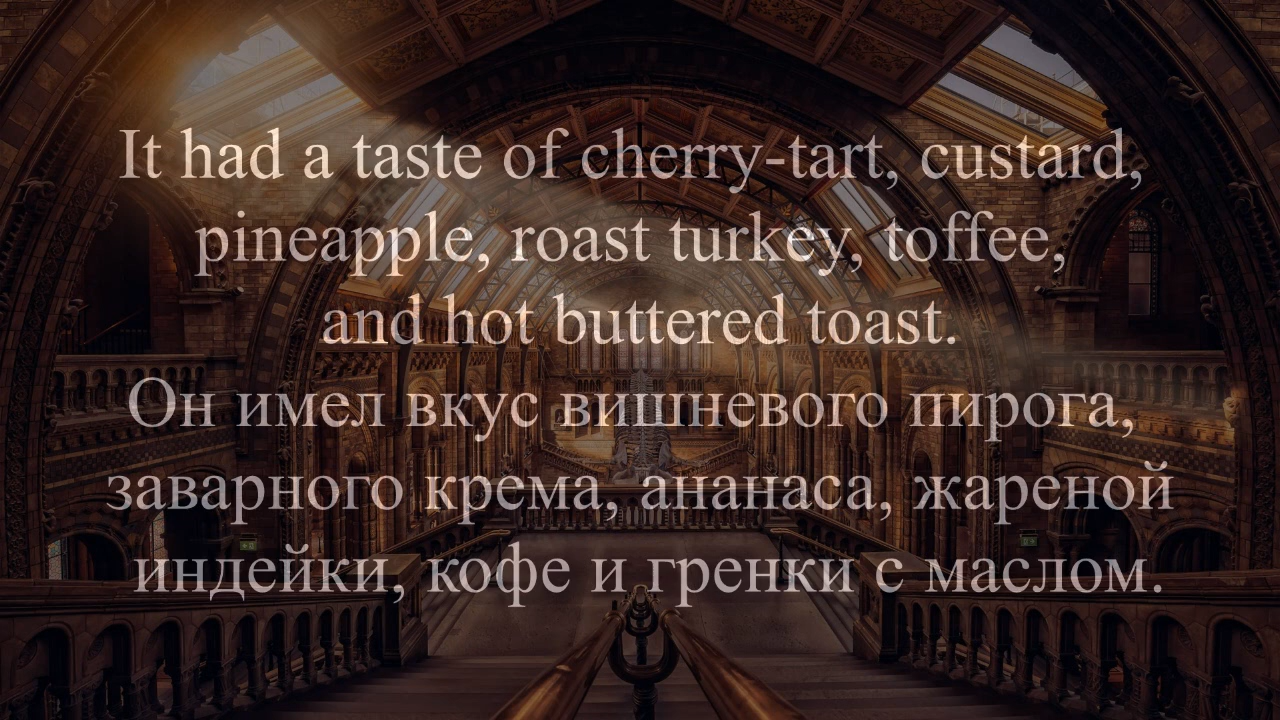 It had a taste of cherry-tart, custard,
pineapple, roast turkey, toffee,
and hot buttered toast.
Он имел вкус вишневого пирога,
заварного крема, ананаса, жареной
индейки, кофе и гренки с маслом.